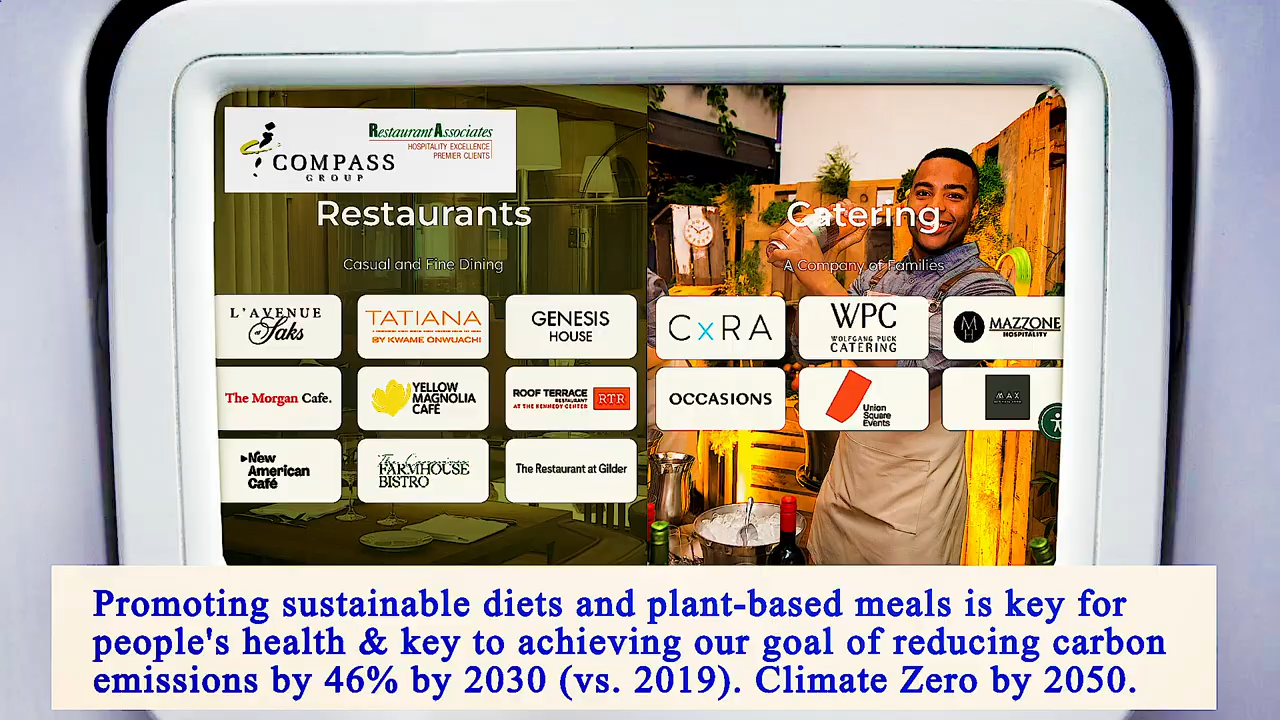 COMPASS
GROUP
Restaurant Associates
HOSPITALITY EXCELLENCE
PREMIER CLIENTS
Restaurants
Casual and Fine Dining
L'AVENUE
Saks
TATIANA
BY KWAME ONWUACHI
GENESIS
HOUSE
The Morgan Cafe.
YELLOW
MAGNOLIA
CAFÉ
ROOF TERRACE
RESTAURANT
AT THE KENNEDY CENTER
RTR
New
American
Café
FARMHOUSE
BISTRO
The Restaurant at Gilder
Catering
A Company of Families
CxRA
WPC
WOLFGANG PUCK
CATERING
MH
MAZZONE
HOSPITALITY
OCCASIONS
Union
Square
Events
MAX
Promoting sustainable diets and plant-based meals is key for
people's health & key to achieving our goal of reducing carbon
emissions by 46% by 2030 (vs. 2019). Climate Zero by 2050.